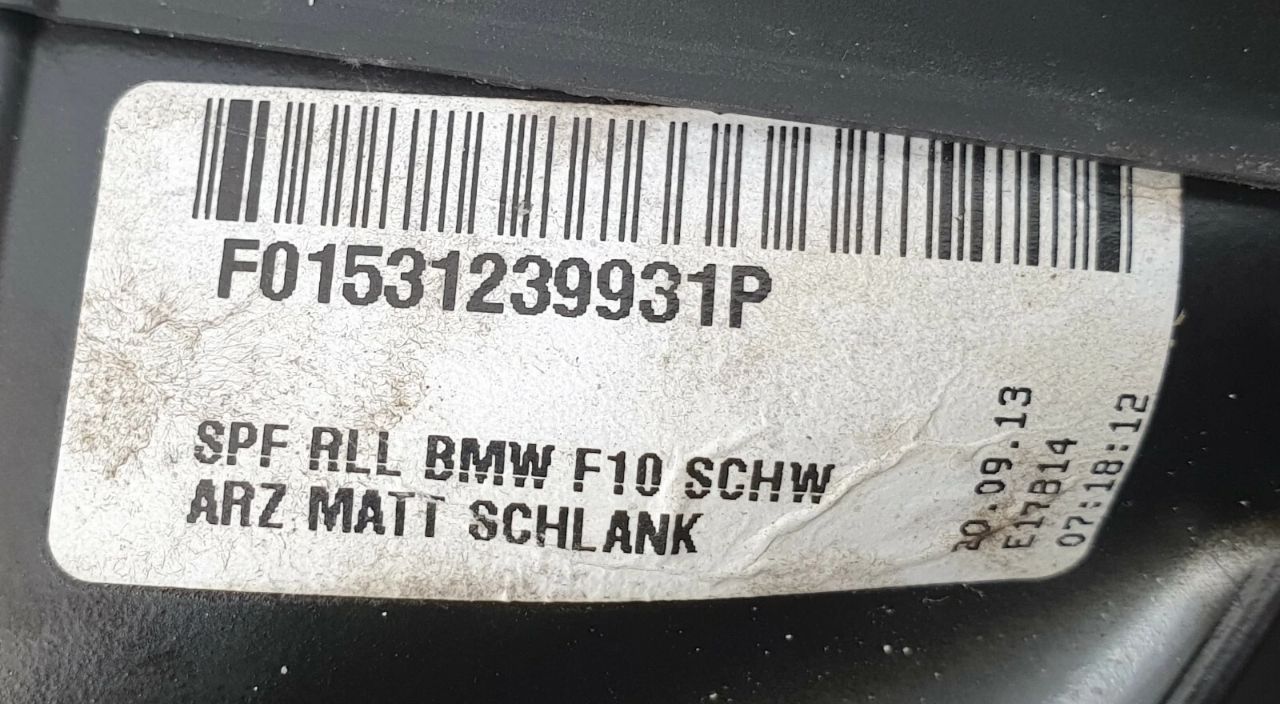 F01531239931P
SPF RLL BMW F10 SCHW
ARZ MATT SCHLANK
20.09.13
E17B14
07:18:12